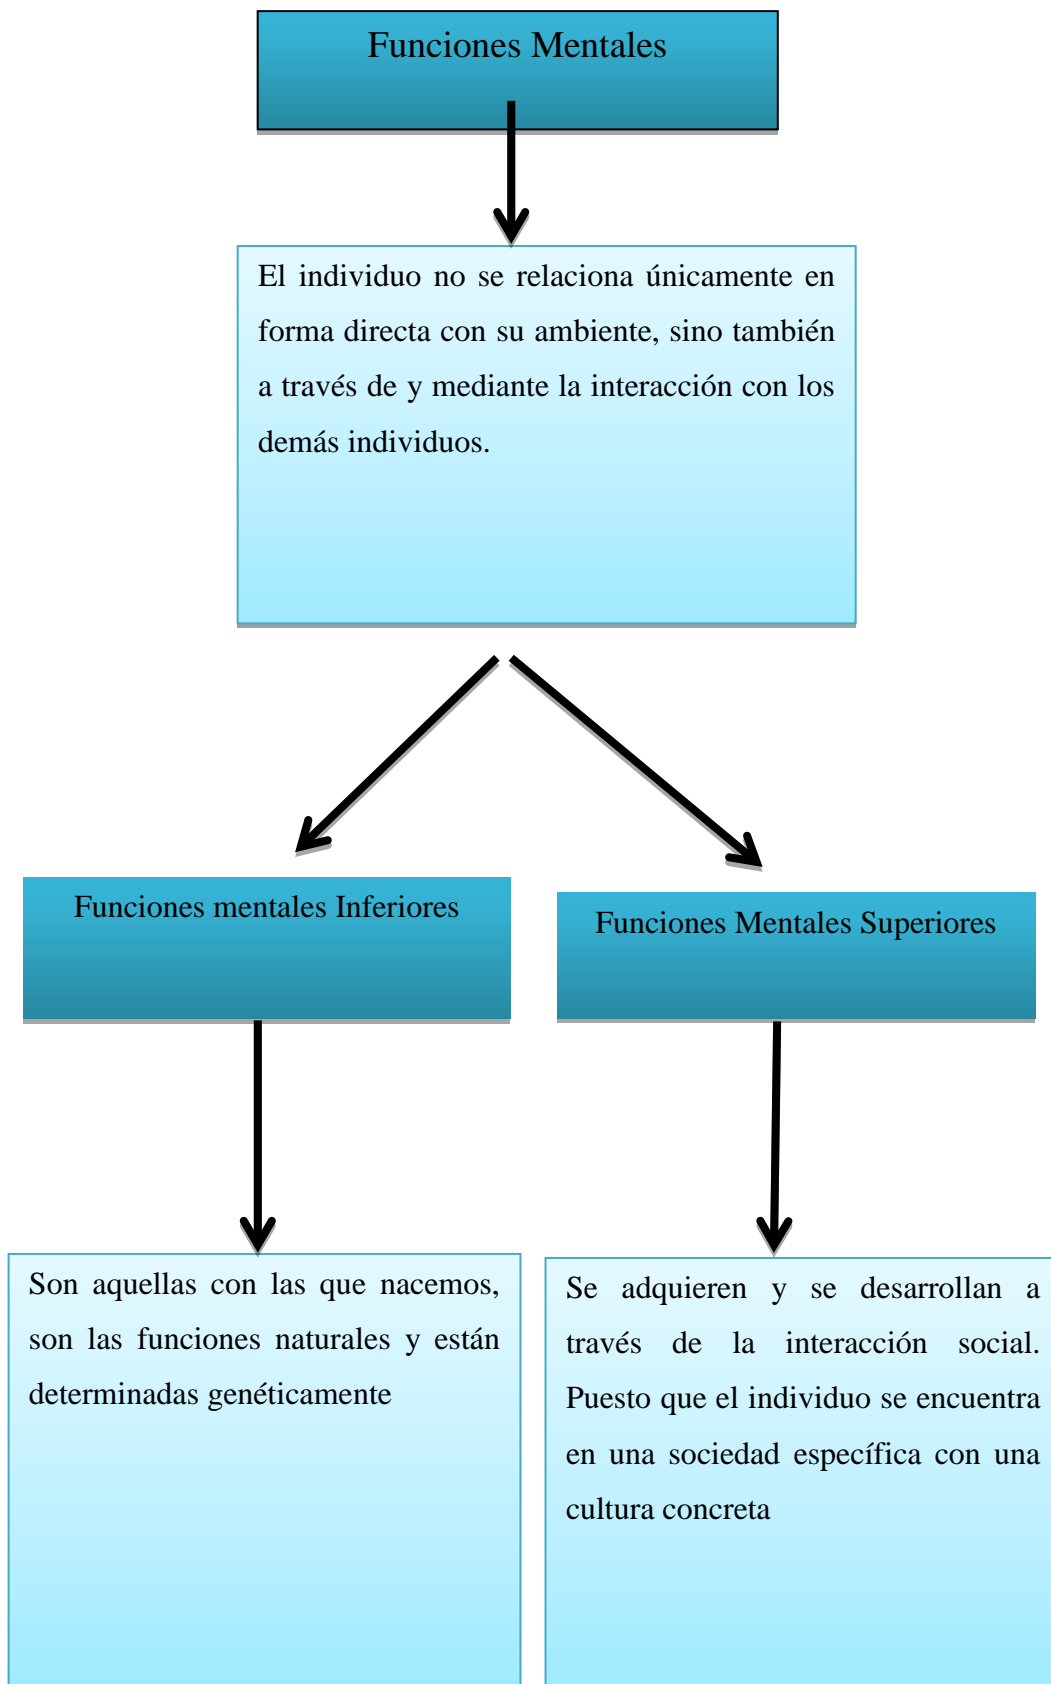 Funciones Mentales
El individuo no se relaciona únicamente en
forma directa con su ambiente, sino también
a través de y mediante la interacción con los
demás individuos.
Funciones mentales Inferiores
Funciones Mentales Superiores
Son aquellas con las que nacemos,
son las funciones naturales y están
determinadas genéticamente
Se adquieren y se desarrollan a
través de la interacción social.
Puesto que el individuo se encuentra
en una sociedad específica con una
cultura concreta